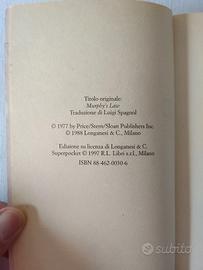 Titolo originale:
Murphy's Law
Traduzione di Luigi Spagnol
© 1977 by Price/Stern/Sloan Publishers Inc.
© 1988 Longanesi & C., Milano
Edizione su licenza di Longanesi & C.
Superpocket © 1997 R.L. Libri s.r.l., Milano
ISBN 88-462-0030-6
subito